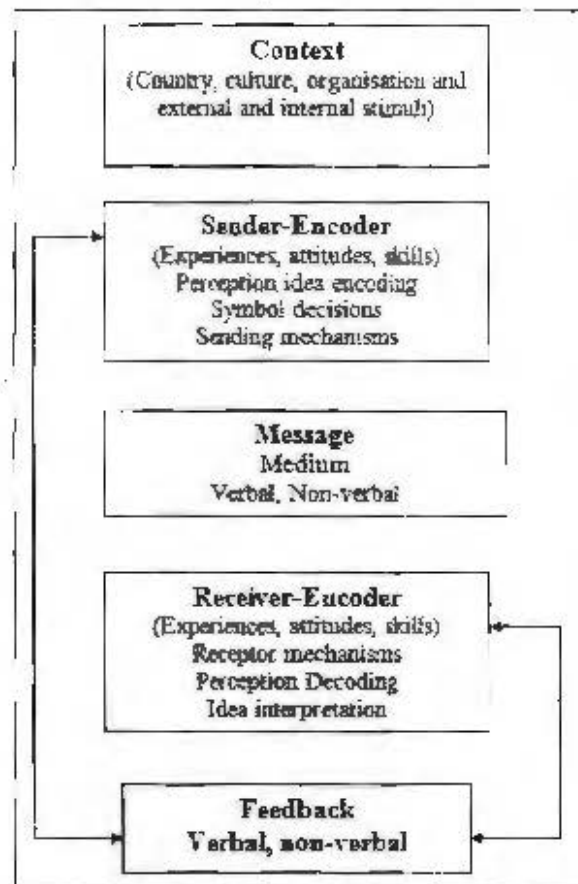 Context
(Country, culture, organisation and
external and internal stimuli)
Sender-Encoder
(Experiences, attitudes, skills)
Perception idea encoding
Symbol decisions
Sending mechanisms
Message
Medium
Verbal, Non-verbal
Receiver-Encoder
(Experiences, attitudes, skills)
Receptor mechanisms
Perception Decoding
Idea interpretation
Feedback
Verbal, non-verbal